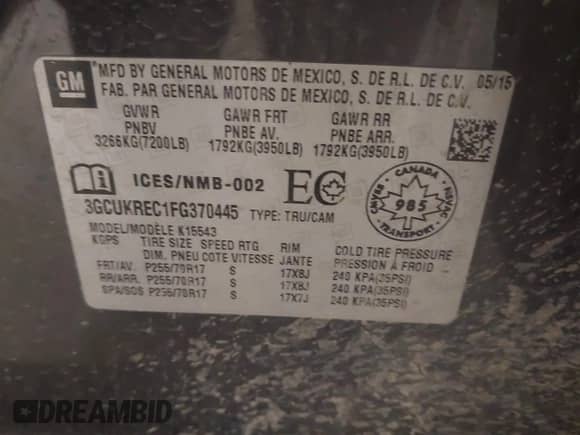 GM
MFD BY GENERAL MOTORS DE MEXICO, S. DE R.L. DE C.V. 05/15
FAB. PAR GENERAL MOTORS DE MEXICO, S. DE R.L. DE C.V.
GVWR GAWR FRT GAWR RR
PNBV PNBE AV. PNBE ARR.
3266KG(7200LB) 1792KG(3950LB) 1792KG(3950LB)
i ICES/NMB-002 EC
CANADA
CMVSS NSVAC
985
TRANSPORT
3GCUKREC1FG370445 TYPE: TRU/CAM
MODEL/MODÈLE K15543
TIRE SIZE SPEED RTG RIM COLD TIRE PRESSURE
DIM. PNEU COTE VITESSE JANTE PRESSION À FROID
FRT/AV. P255/70R17 S 17X8J 240 KPA(35PSI)
RR/ARR. P255/70R17 S 17X8J 240 KPA(35PSI)
SPA/SOS P255/70R17 S 17X7J 240 KPA(35PSI)
DREAMBID